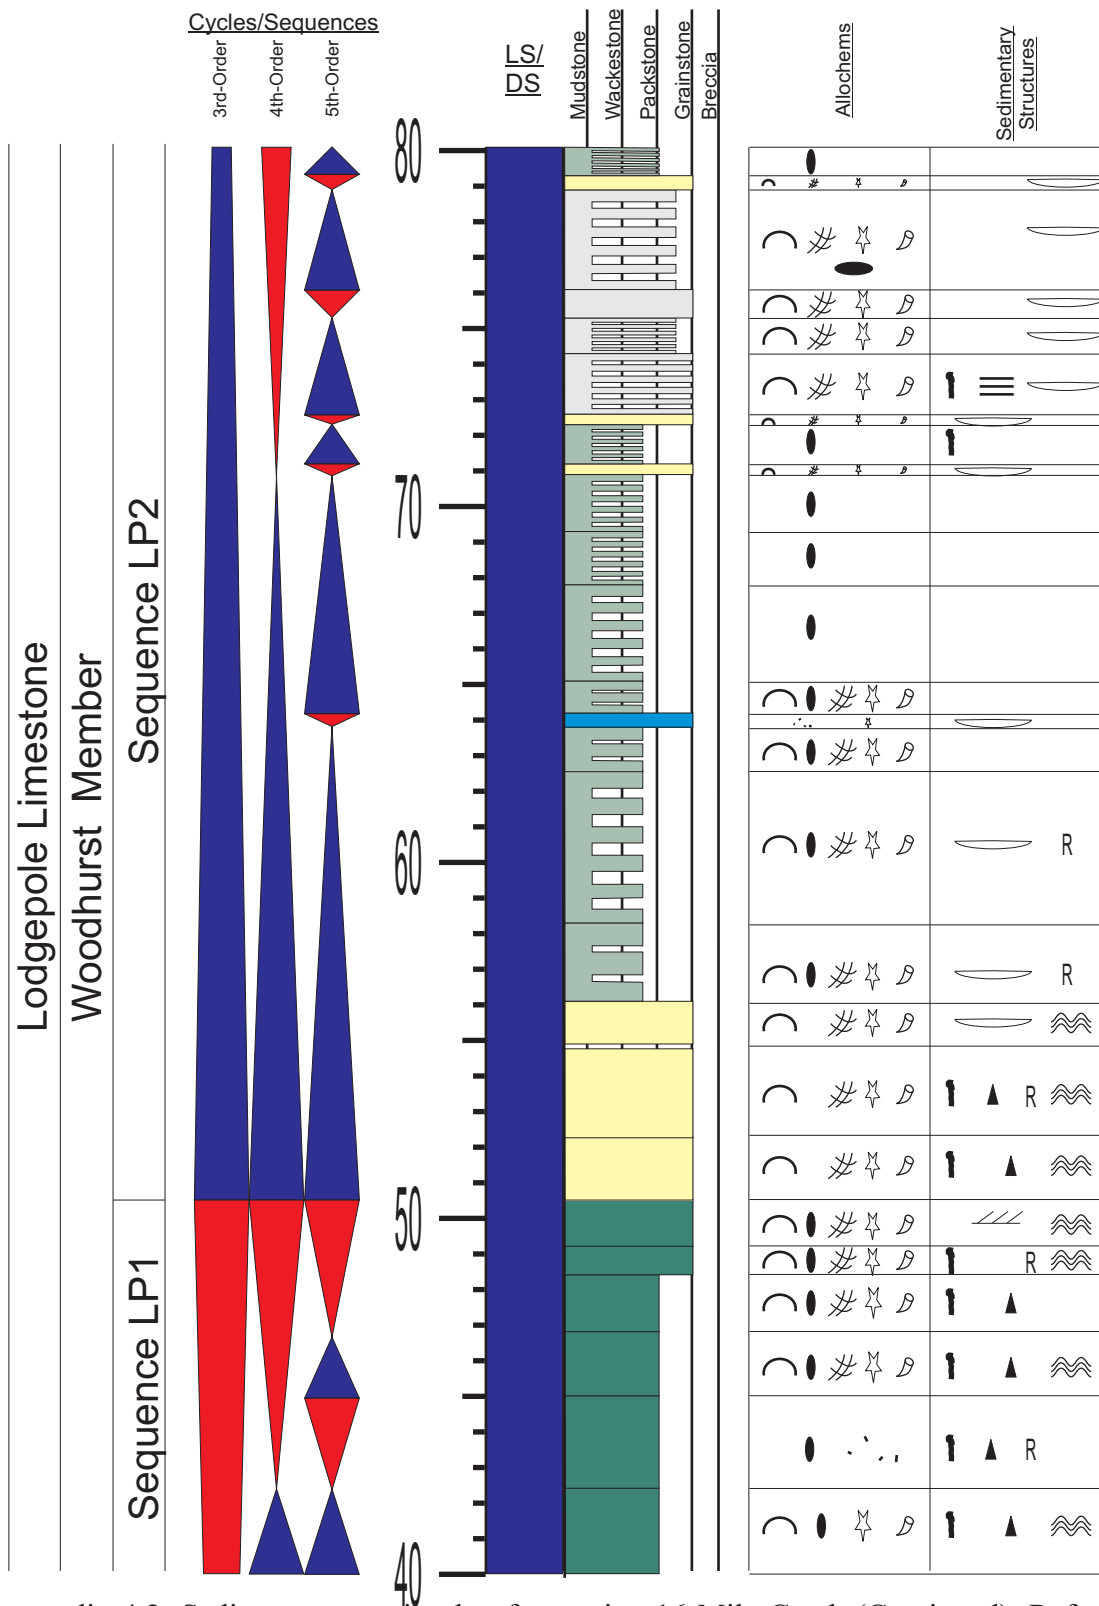 Cycles/Sequences
3rd-Order
4th-Order
5th-Order
LS/
DS
Mudstone
Wackestone
Packstone
Grainstone
Breccia
Allochems
Sedimentary
Structures
80
70
60
50
40
Lodgepole Limestone
Woodhurst Member
Sequence LP2
Sequence LP1
R
R
R
R
R